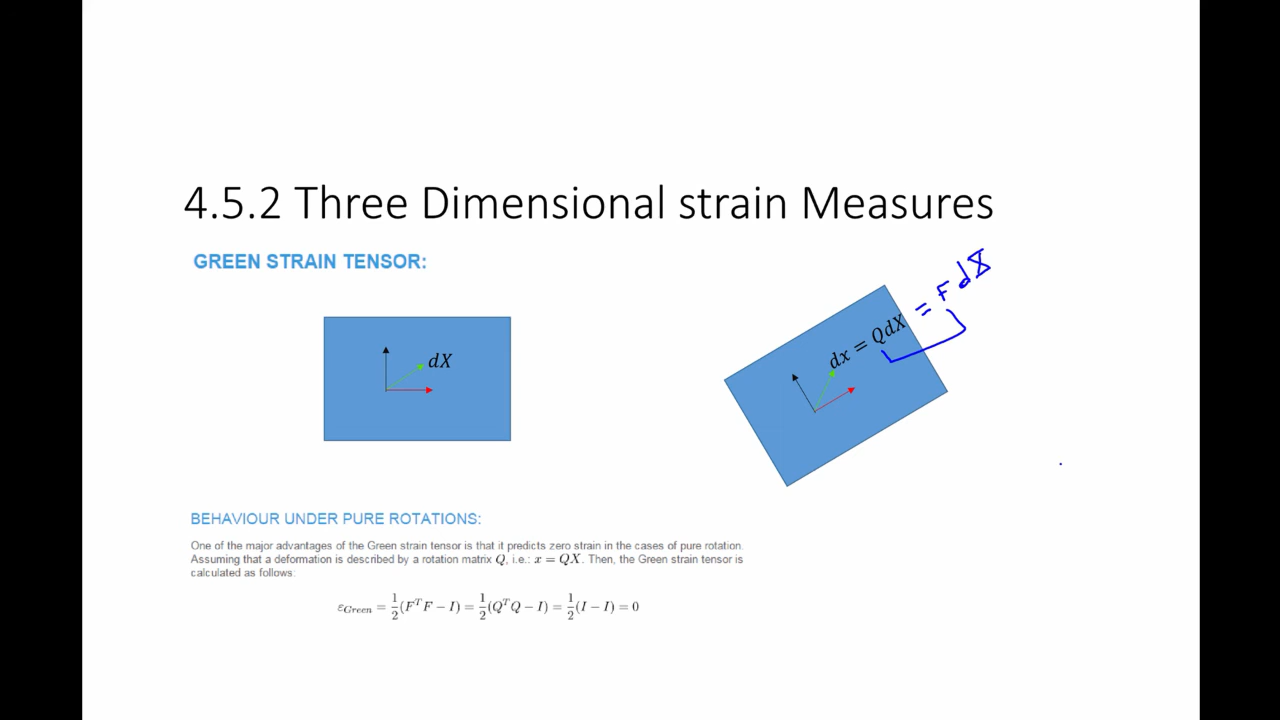 4.5.2 Three Dimensional strain Measures
GREEN STRAIN TENSOR:
dX
dx = QdX = F dX
BEHAVIOUR UNDER PURE ROTATIONS:
One of the major advantages of the Green strain tensor is that it predicts zero strain in the cases of pure rotation.
Assuming that a deformation is described by a rotation matrix Q, i.e.: x = QX. Then, the Green strain tensor is
calculated as follows:
ε_Green = 1/2(F^T F − I) = 1/2(Q^T Q − I) = 1/2(I − I) = 0